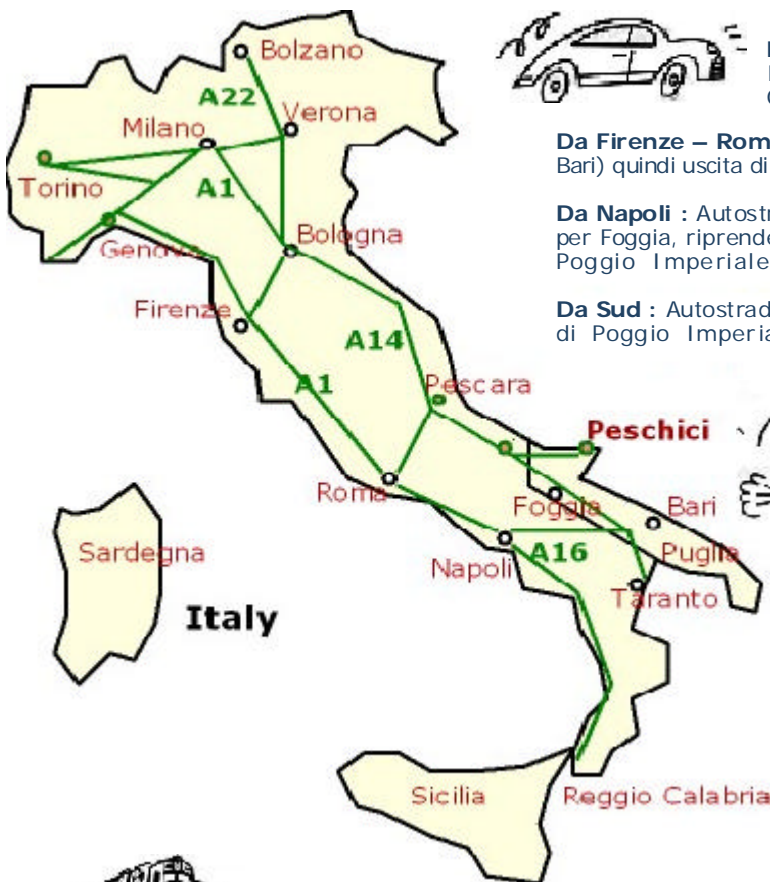 Bolzano
A22
Verona
Milano
Torino
A1
Genova
Bologna
Firenze
A14
A1
Pescara
Peschici
Roma
Foggia
Bari
Sardegna
Napoli
A16
Puglia
Taranto
Italy
Sicilia
Reggio Calabria
Da Firenze – Rom
Bari) quindi uscita di
Da Napoli : Autostr
per Foggia, riprende
Poggio Imperiale
Da Sud : Autostrad
di Poggio Imperia